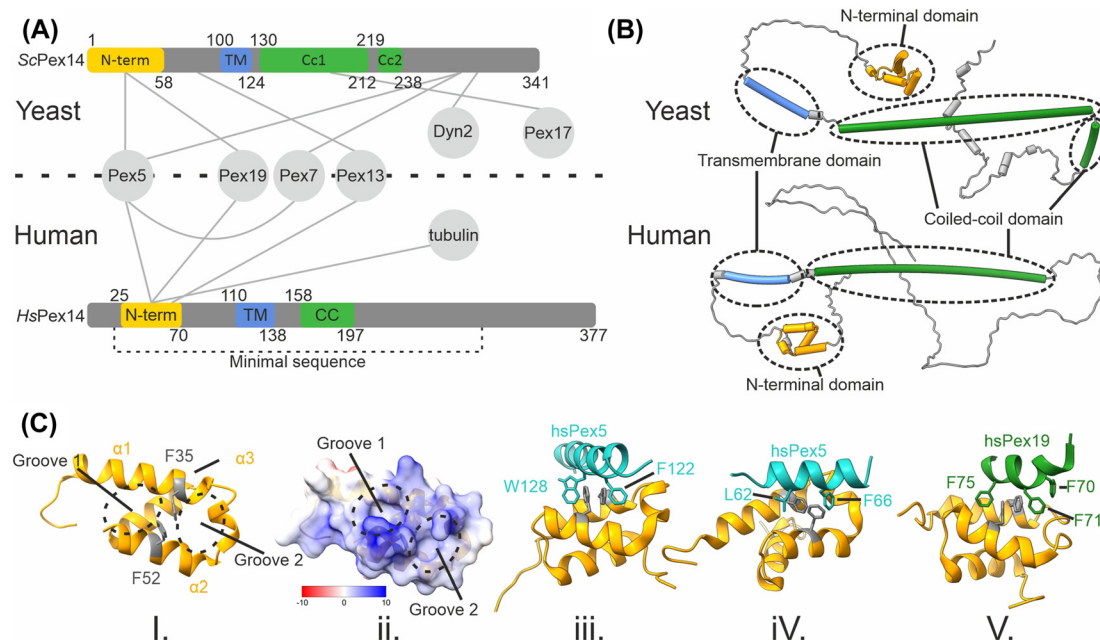 (A)
1
100
130
219
ScPex14
N-term
TM
Cc1
Cc2
58
124
212
238
341
Yeast
Dyn2
Pex17
Pex5
Pex19
Pex7
Pex13
Human
tubulin
25
110
158
HsPex14
N-term
TM
CC
70
138
197
377
Minimal sequence
(B)
N-terminal domain
Yeast
Transmembrane domain
Coiled-coil domain
Human
N-terminal domain
(C)
α1
F35
α3
Groove 1
Groove 2
F52
α2
I.
Groove 1
Groove 2
-10
0
10
ii.
hsPex5
F122
W128
iii.
hsPex5
L62
F66
iV.
hsPex19
F75
F70
F71
V.